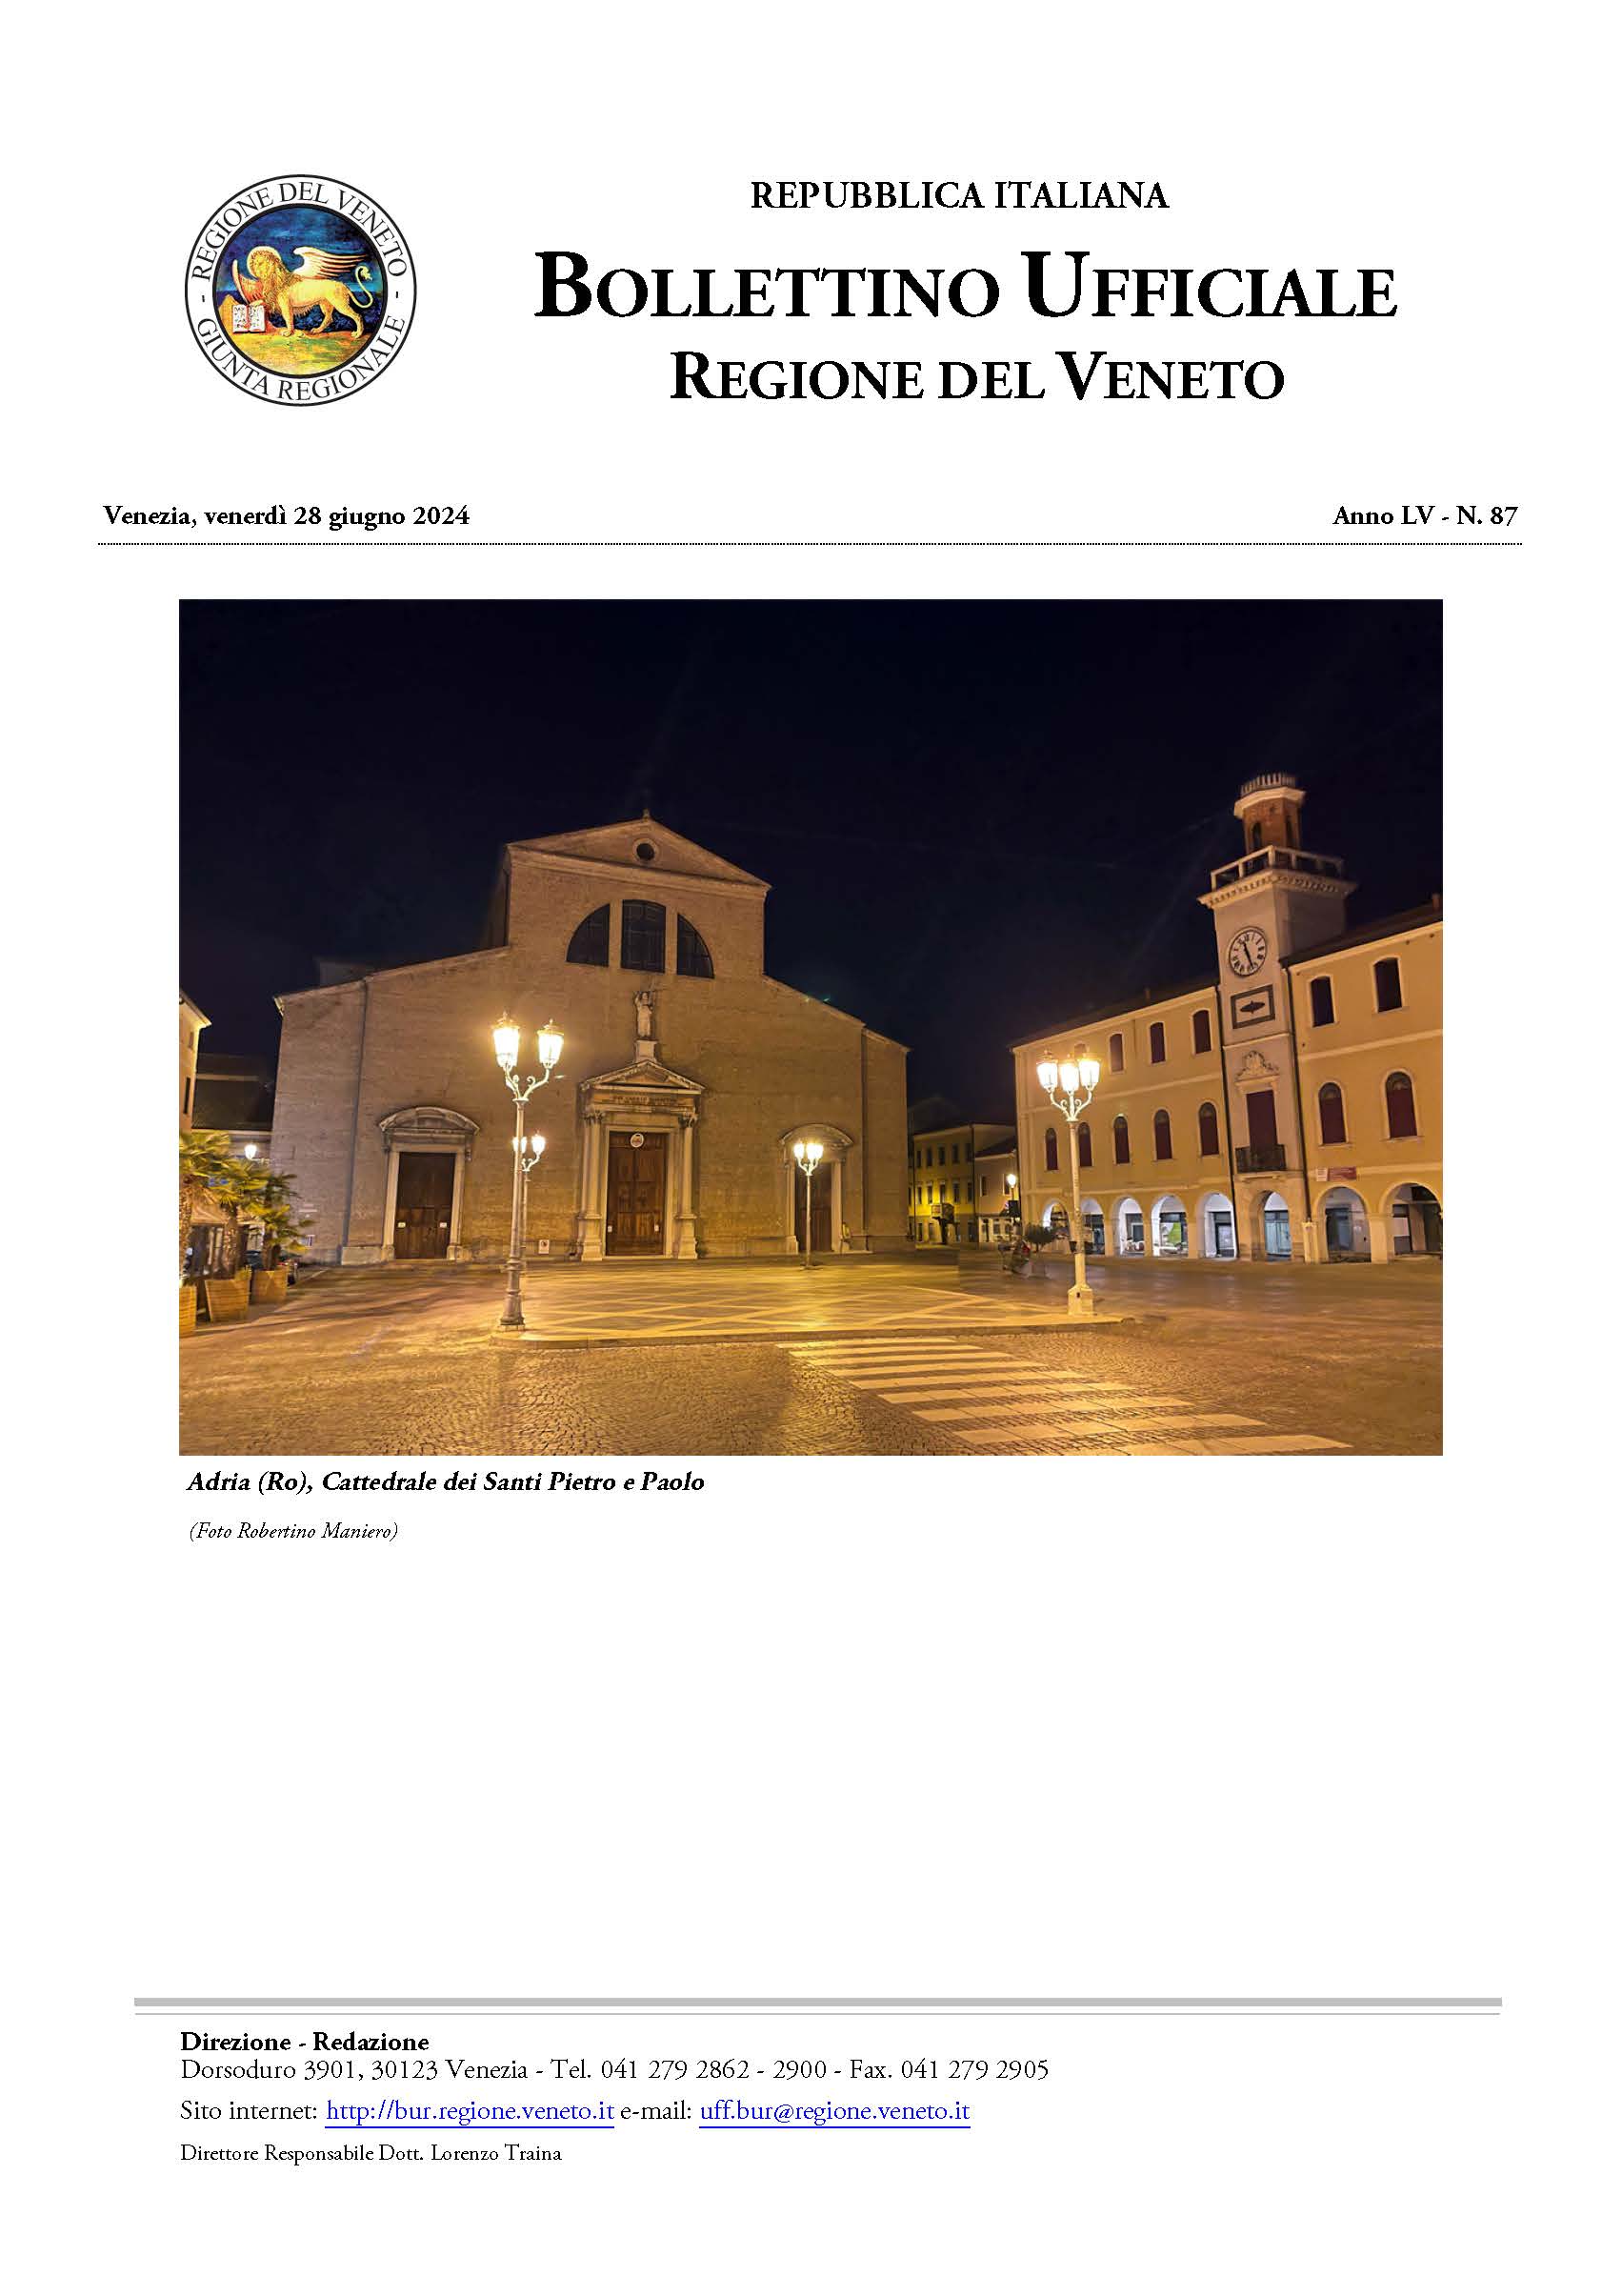 - REGIONE DEL VENETO -
GIUNTA REGIONALE
REPUBBLICA ITALIANA
BOLLETTINO UFFICIALE
REGIONE DEL VENETO
Venezia, venerdì 28 giugno 2024
Anno LV - N. 87
Adria (Ro), Cattedrale dei Santi Pietro e Paolo
(Foto Robertino Maniero)
Direzione - Redazione
Dorsoduro 3901, 30123 Venezia - Tel. 041 279 2862 - 2900 - Fax. 041 279 2905
Sito internet: http://bur.regione.veneto.it e-mail: uff.bur@regione.veneto.it
Direttore Responsabile Dott. Lorenzo Traina